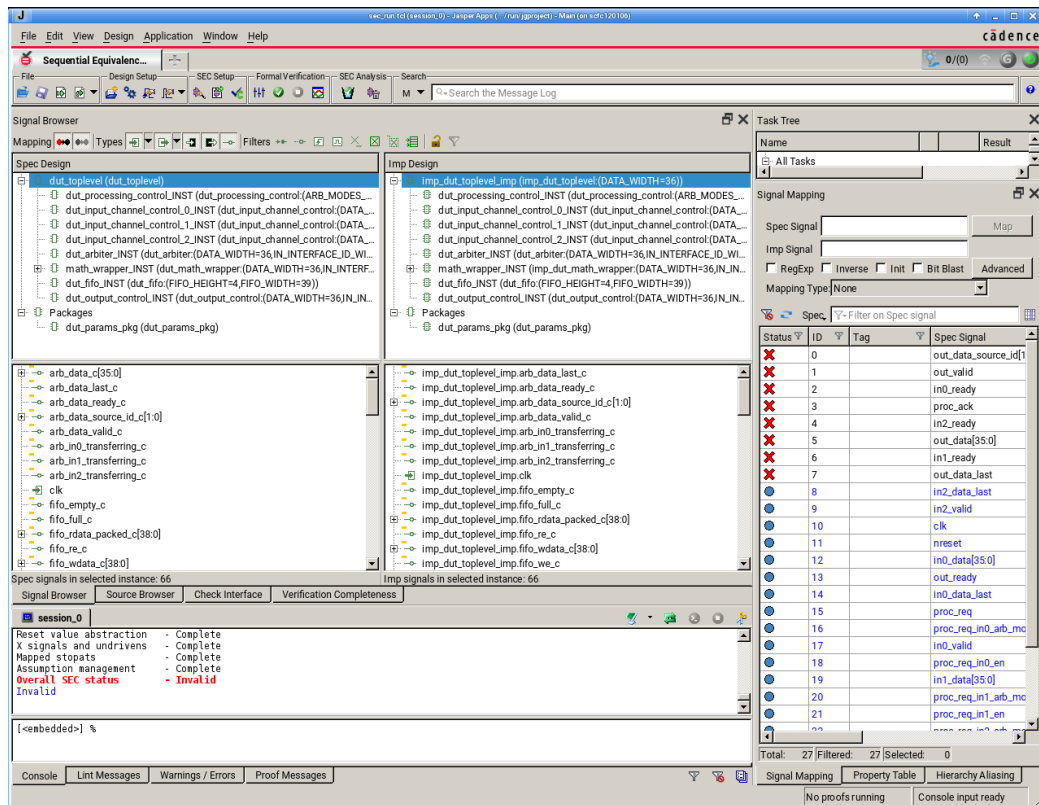 sec_run.tcl (session_0) - Jasper Apps (.../run/jgproject) - Main (on scfc120106)
File Edit View Design Application Window Help
cādence
Sequential Equivalenc...
0/(0)
File Design Setup SEC Setup Formal Verification SEC Analysis Search
M Search the Message Log
Signal Browser
Mapping Types Filters
Spec Design
dut_toplevel (dut_toplevel)
dut_processing_control_INST (dut_processing_control:(ARB_MODES_...
dut_input_channel_control_0_INST (dut_input_channel_control:(DATA_...
dut_input_channel_control_1_INST (dut_input_channel_control:(DATA_...
dut_input_channel_control_2_INST (dut_input_channel_control:(DATA_...
dut_arbiter_INST (dut_arbiter:(DATA_WIDTH=36,IN_INTERFACE_ID_WI...
math_wrapper_INST (dut_math_wrapper:(DATA_WIDTH=36,IN_INTERF...
dut_fifo_INST (dut_fifo:(FIFO_HEIGHT=4,FIFO_WIDTH=39))
dut_output_control_INST (dut_output_control:(DATA_WIDTH=36,IN_IN...
Packages
dut_params_pkg (dut_params_pkg)
Imp Design
imp_dut_toplevel_imp (imp_dut_toplevel:(DATA_WIDTH=36))
dut_processing_control_INST (dut_processing_control:(ARB_MODES_...
dut_input_channel_control_0_INST (dut_input_channel_control:(DATA_...
dut_input_channel_control_1_INST (dut_input_channel_control:(DATA_...
dut_input_channel_control_2_INST (dut_input_channel_control:(DATA_...
dut_arbiter_INST (dut_arbiter:(DATA_WIDTH=36,IN_INTERFACE_ID_WI...
math_wrapper_INST (imp_dut_math_wrapper:(DATA_WIDTH=36,IN_IN...
dut_fifo_INST (dut_fifo:(FIFO_HEIGHT=4,FIFO_WIDTH=39))
dut_output_control_INST (dut_output_control:(DATA_WIDTH=36,IN_IN...
Packages
dut_params_pkg (dut_params_pkg)
arb_data_c[35:0]
arb_data_last_c
arb_data_ready_c
arb_data_source_id_c[1:0]
arb_data_valid_c
arb_in0_transferring_c
arb_in1_transferring_c
arb_in2_transferring_c
clk
fifo_empty_c
fifo_full_c
fifo_rdata_packed_c[38:0]
fifo_re_c
fifo_wdata_c[38:0]
Spec signals in selected instance: 66
imp_dut_toplevel_imp.arb_data_last_c
imp_dut_toplevel_imp.arb_data_ready_c
imp_dut_toplevel_imp.arb_data_source_id_c[1:0]
imp_dut_toplevel_imp.arb_data_valid_c
imp_dut_toplevel_imp.arb_in0_transferring_c
imp_dut_toplevel_imp.arb_in1_transferring_c
imp_dut_toplevel_imp.arb_in2_transferring_c
imp_dut_toplevel_imp.clk
imp_dut_toplevel_imp.fifo_empty_c
imp_dut_toplevel_imp.fifo_full_c
imp_dut_toplevel_imp.fifo_rdata_packed_c[38:0]
imp_dut_toplevel_imp.fifo_re_c
imp_dut_toplevel_imp.fifo_wdata_c[38:0]
imp_dut_toplevel_imp.fifo_we_c
Imp signals in selected instance: 66
Signal Browser Source Browser Check Interface Verification Completeness
session_0
Reset value abstraction - Complete
X signals and undrivens - Complete
Mapped stopats - Complete
Assumption management - Complete
Overall SEC status - Invalid
Invalid
[<embedded>] %
Console Lint Messages Warnings / Errors Proof Messages
Task Tree
Name Result
All Tasks
Signal Mapping
Spec Signal Map
Imp Signal
RegExp Inverse Init Bit Blast Advanced
Mapping Type: None
Spec Filter on Spec signal
Status ID Tag Spec Signal
0 out_data_source_id[1
1 out_valid
2 in0_ready
3 proc_ack
4 in2_ready
5 out_data[35:0]
6 in1_ready
7 out_data_last
8 in2_data_last
9 in2_valid
10 clk
11 nreset
12 in0_data[35:0]
13 out_ready
14 in0_data_last
15 proc_req
16 proc_req_in0_arb_mo
17 in0_valid
18 proc_req_in0_en
19 in1_data[35:0]
20 proc_req_in1_arb_mo
21 proc_req_in1_en
Total: 27 Filtered: 27 Selected: 0
Signal Mapping Property Table Hierarchy Aliasing
No proofs running Console input ready